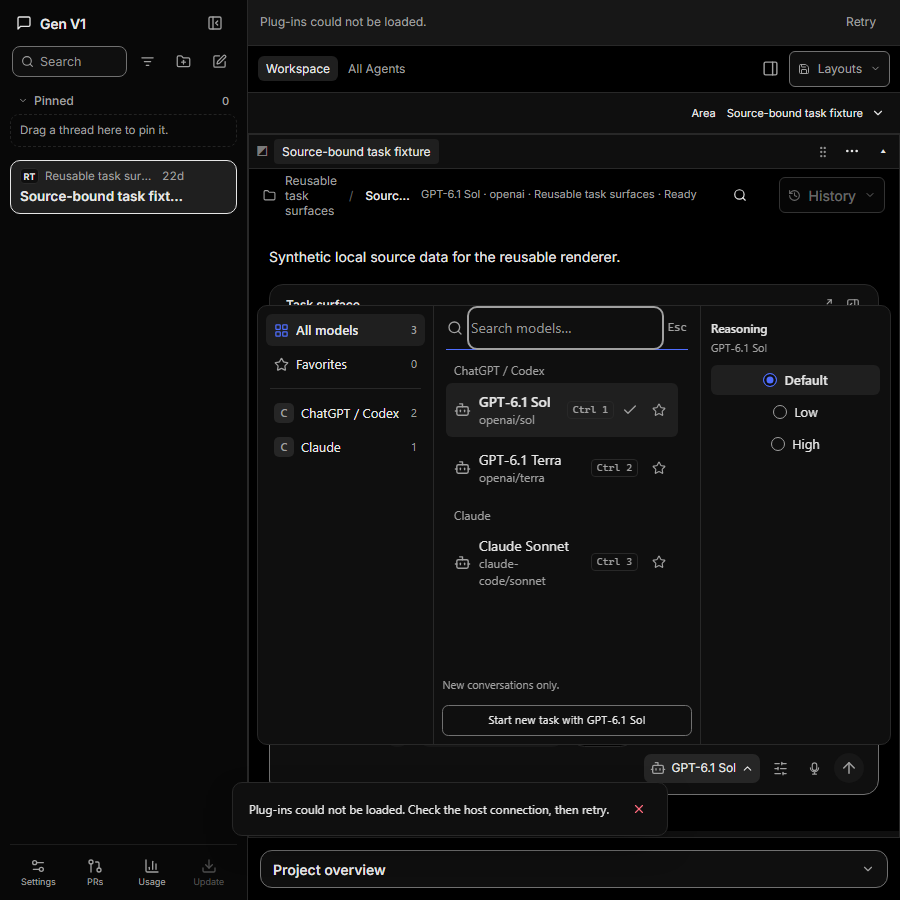 Gen V1
Search
Pinned
0
Drag a thread here to pin it.
RT
Reusable task sur...
22d
Source-bound task fixt...
Settings
PRs
Usage
Update
Plug-ins could not be loaded.
Retry
Workspace
All Agents
Layouts
Area
Source-bound task fixture
Source-bound task fixture
Reusable
task
surfaces
/
Sourc...
GPT-6.1 Sol · openai · Reusable task surfaces · Ready
History
Synthetic local source data for the reusable renderer.
Task surface
All models
3
Favorites
0
C
ChatGPT / Codex
2
C
Claude
1
Search models...
Esc
ChatGPT / Codex
GPT-6.1 Sol
openai/sol
Ctrl 1
GPT-6.1 Terra
openai/terra
Ctrl 2
Claude
Claude Sonnet
claude-
code/sonnet
Ctrl 3
New conversations only.
Start new task with GPT-6.1 Sol
Reasoning
GPT-6.1 Sol
Default
Low
High
GPT-6.1 Sol
Plug-ins could not be loaded. Check the host connection, then retry.
Project overview